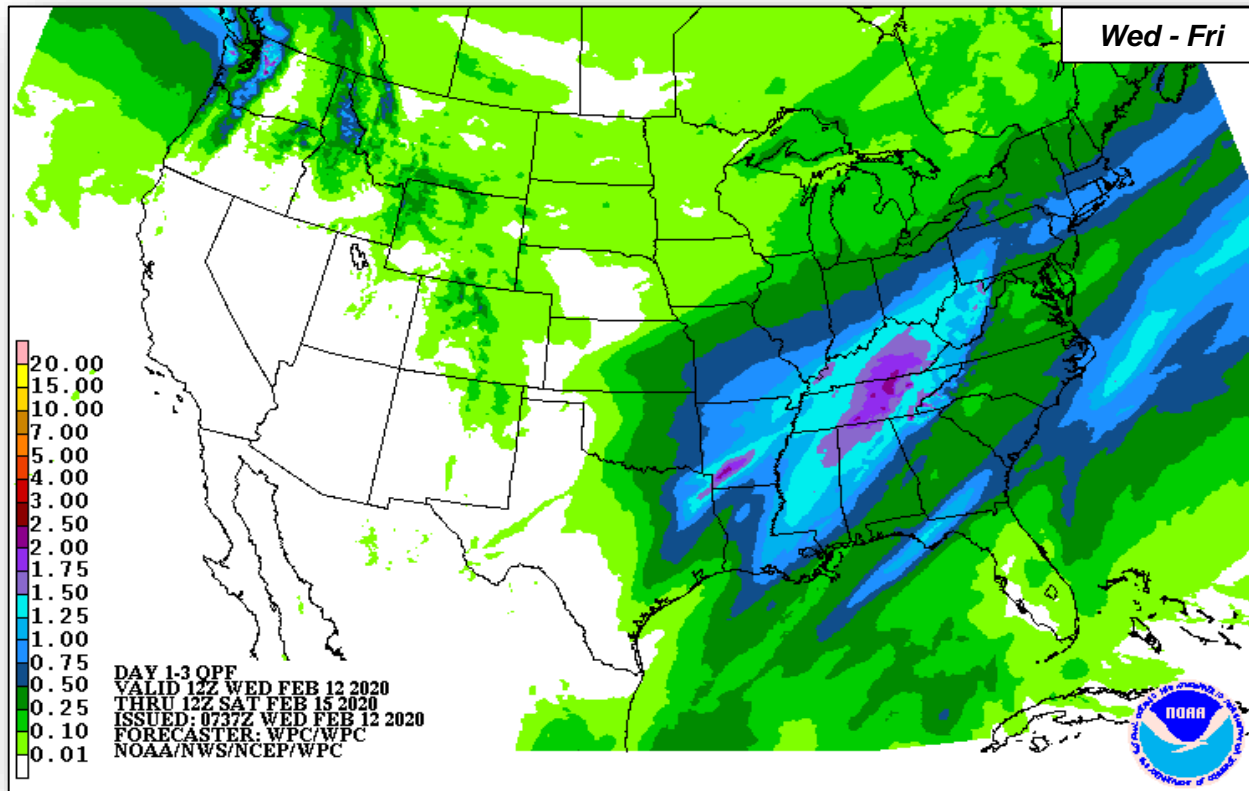 Wed - Fri
20.00
15.00
10.00
7.00
5.00
4.00
3.00
2.50
2.00
1.75
1.50
1.25
1.00
0.75
0.50
0.25
0.10
0.01
DAY 1-3 QPF
VALID 12Z WED FEB 12 2020
THRU 12Z SAT FEB 15 2020
ISSUED: 0737Z WED FEB 12 2020
FORECASTER: WPC/WPC
NOAA/NWS/NCEP/WPC
NOAA